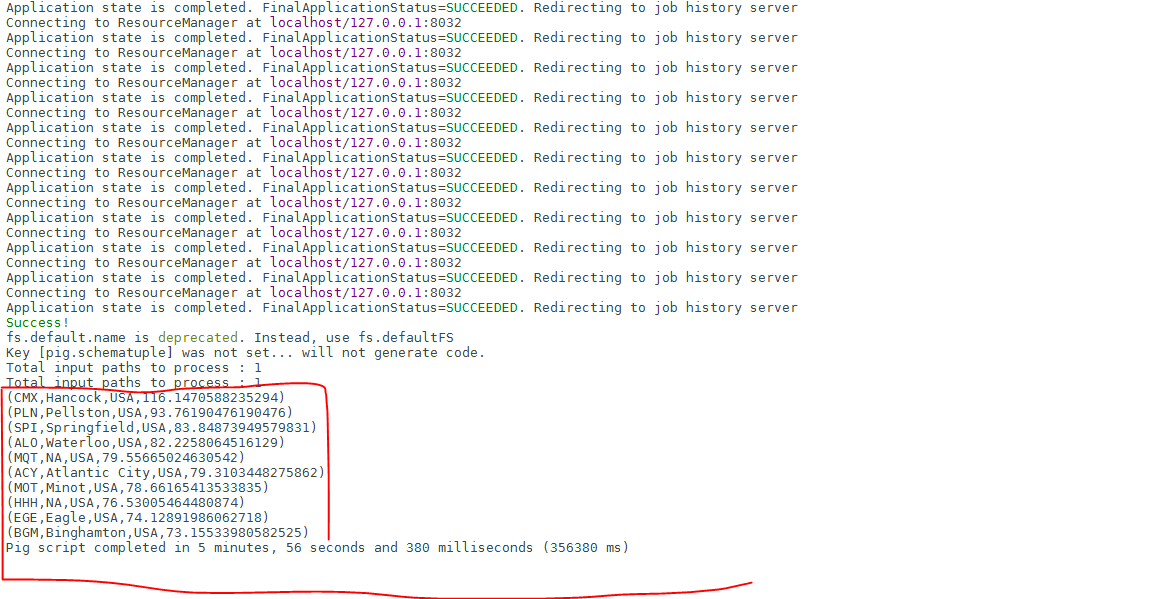 Application state is completed. FinalApplicationStatus=SUCCEEDED. Redirecting to job history server
Connecting to ResourceManager at localhost/127.0.0.1:8032
Application state is completed. FinalApplicationStatus=SUCCEEDED. Redirecting to job history server
Connecting to ResourceManager at localhost/127.0.0.1:8032
Application state is completed. FinalApplicationStatus=SUCCEEDED. Redirecting to job history server
Connecting to ResourceManager at localhost/127.0.0.1:8032
Application state is completed. FinalApplicationStatus=SUCCEEDED. Redirecting to job history server
Connecting to ResourceManager at localhost/127.0.0.1:8032
Application state is completed. FinalApplicationStatus=SUCCEEDED. Redirecting to job history server
Connecting to ResourceManager at localhost/127.0.0.1:8032
Application state is completed. FinalApplicationStatus=SUCCEEDED. Redirecting to job history server
Connecting to ResourceManager at localhost/127.0.0.1:8032
Application state is completed. FinalApplicationStatus=SUCCEEDED. Redirecting to job history server
Connecting to ResourceManager at localhost/127.0.0.1:8032
Application state is completed. FinalApplicationStatus=SUCCEEDED. Redirecting to job history server
Connecting to ResourceManager at localhost/127.0.0.1:8032
Application state is completed. FinalApplicationStatus=SUCCEEDED. Redirecting to job history server
Connecting to ResourceManager at localhost/127.0.0.1:8032
Application state is completed. FinalApplicationStatus=SUCCEEDED. Redirecting to job history server
Connecting to ResourceManager at localhost/127.0.0.1:8032
Application state is completed. FinalApplicationStatus=SUCCEEDED. Redirecting to job history server
Success!
fs.default.name is deprecated. Instead, use fs.defaultFS
Key [pig.schematuple] was not set... will not generate code.
Total input paths to process : 1
Total input paths to process : 1
(CMX,Hancock,USA,116.1470588235294)
(PLN,Pellston,USA,93.76190476190476)
(SPI,Springfield,USA,83.84873949579831)
(ALO,Waterloo,USA,82.2258064516129)
(MQT,NA,USA,79.55665024630542)
(ACY,Atlantic City,USA,79.3103448275862)
(MOT,Minot,USA,78.66165413533835)
(HHH,NA,USA,76.53005464480874)
(EGE,Eagle,USA,74.12891986062718)
(BGM,Binghamton,USA,73.15533980582525)
Pig script completed in 5 minutes, 56 seconds and 380 milliseconds (356380 ms)